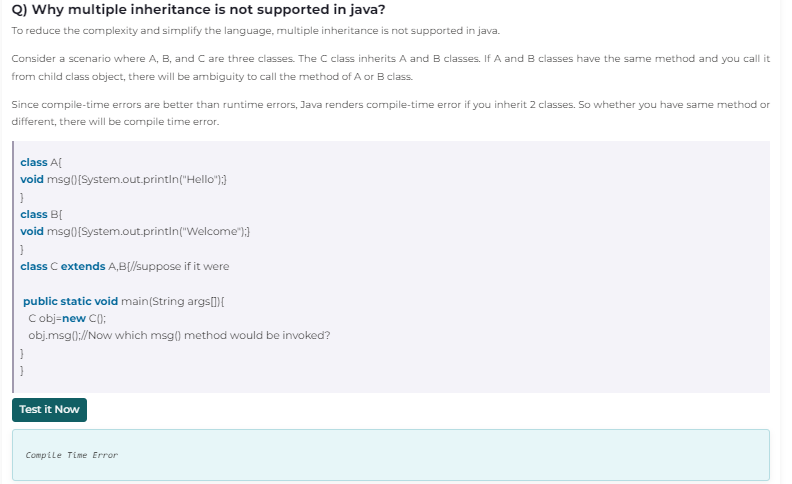 Q) Why multiple inheritance is not supported in java?
To reduce the complexity and simplify the language, multiple inheritance is not supported in java.
Consider a scenario where A, B, and C are three classes. The C class inherits A and B classes. If A and B classes have the same method and you call it
from child class object, there will be ambiguity to call the method of A or B class.
Since compile-time errors are better than runtime errors, Java renders compile-time error if you inherit 2 classes. So whether you have same method or
different, there will be compile time error.
class A{
void msg(){System.out.println("Hello");}
}
class B{
void msg(){System.out.println("Welcome");}
}
class C extends A,B{//suppose if it were
public static void main(String args[]){
C obj=new C();
obj.msg();//Now which msg() method would be invoked?
}
}
Test it Now
Compile Time Error